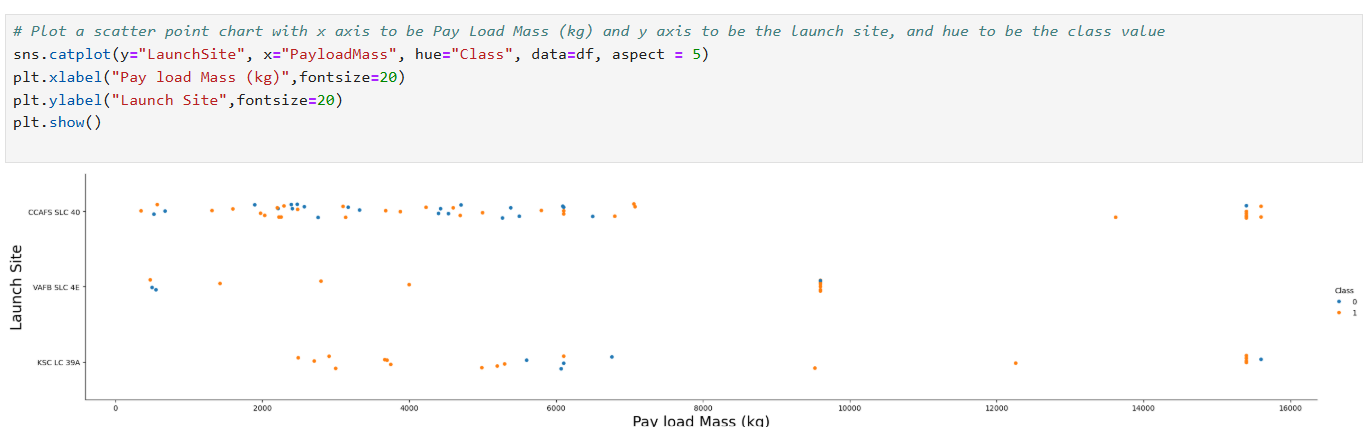 # Plot a scatter point chart with x axis to be Pay Load Mass (kg) and y axis to be the launch site, and hue to be the class value
sns.catplot(y="LaunchSite", x="PayloadMass", hue="Class", data=df, aspect = 5)
plt.xlabel("Pay load Mass (kg)",fontsize=20)
plt.ylabel("Launch Site",fontsize=20)
plt.show()
Launch Site
CCAFS SLC 40
VAFB SLC 4E
KSC LC 39A
Class
0
1
0 2000 4000 6000 8000 10000 12000 14000 16000
Pay load Mass (kg)